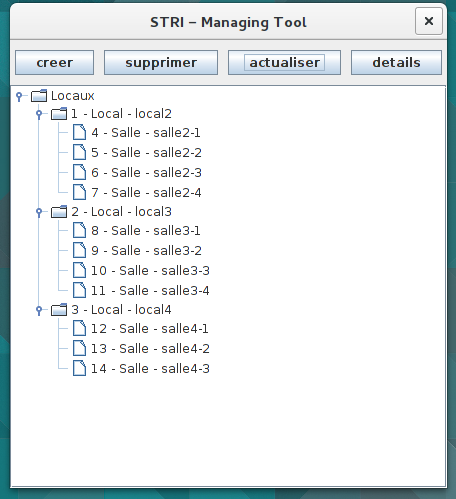 STRI – Managing Tool
creer supprimer actualiser details
Locaux
1 - Local - local2
4 - Salle - salle2-1
5 - Salle - salle2-2
6 - Salle - salle2-3
7 - Salle - salle2-4
2 - Local - local3
8 - Salle - salle3-1
9 - Salle - salle3-2
10 - Salle - salle3-3
11 - Salle - salle3-4
3 - Local - local4
12 - Salle - salle4-1
13 - Salle - salle4-2
14 - Salle - salle4-3